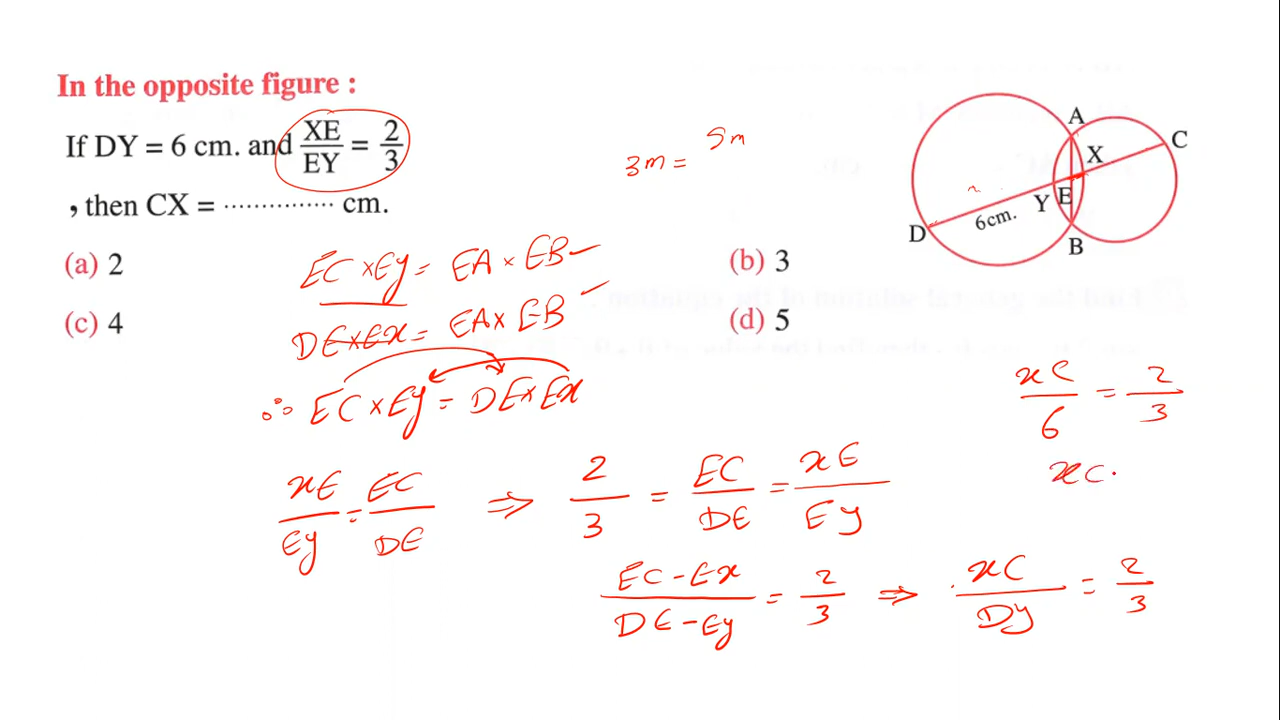 In the opposite figure :
If DY = 6 cm. and XE/EY = 2/3
, then CX = ............... cm.
(a) 2
(b) 3
(c) 4
(d) 5
A
C
X
E
Y
D
6cm.
B
3m = 5m
EC × Ey = EA × EB
DE × Ex = EA × EB
∴ EC × Ey = DE × Ex
xE/Ey = EC/DE ⇒ 2/3 = EC/DE = xE/Ey
EC - Ex/DE - Ey = 2/3 ⇒ xC/Dy = 2/3
xC/6 = 2/3
xC